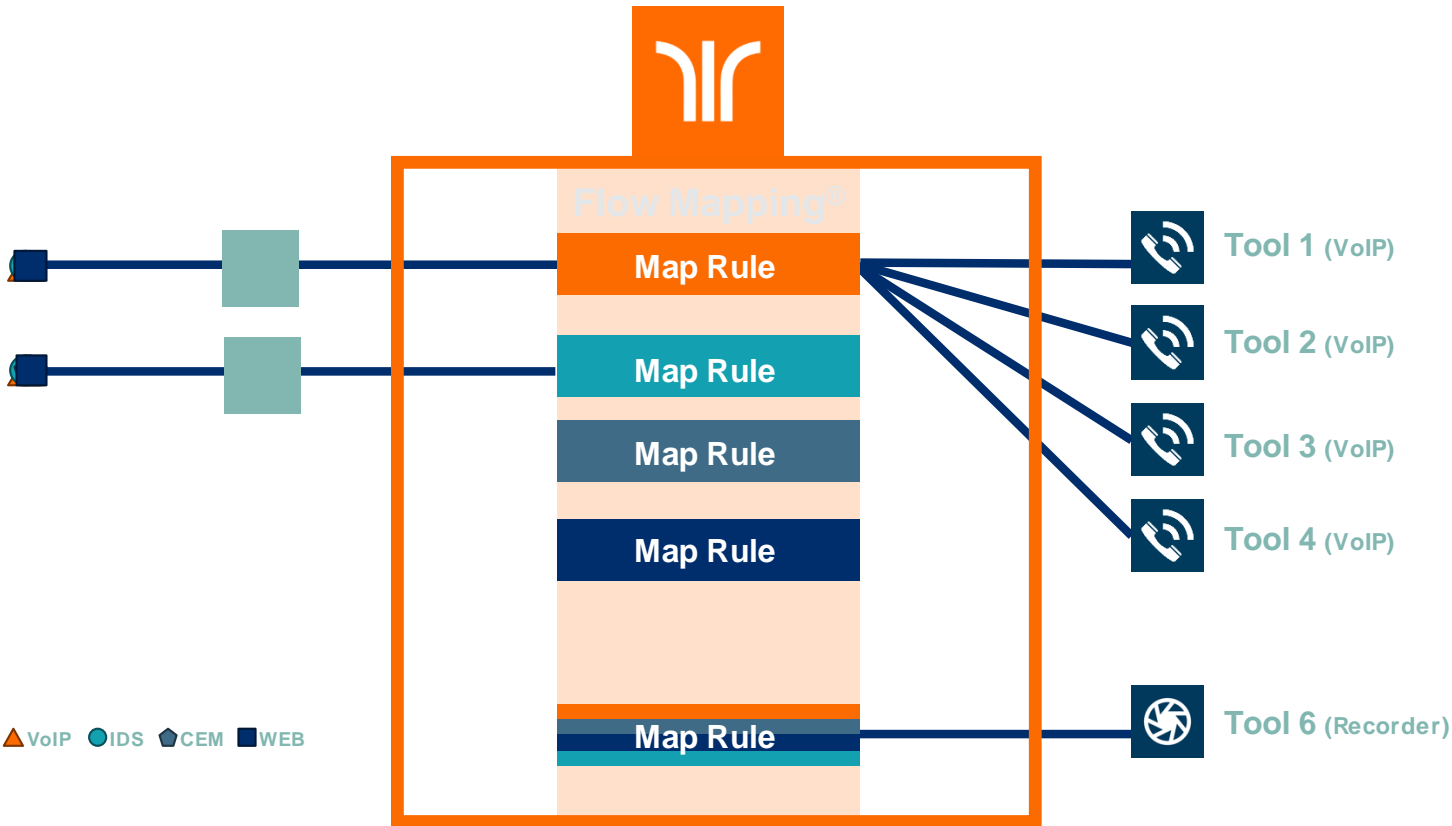 Flow Mapping®
Map Rule
Map Rule
Map Rule
Map Rule
Map Rule
Tool 1 (VoIP)
Tool 2 (VoIP)
Tool 3 (VoIP)
Tool 4 (VoIP)
Tool 6 (Recorder)
VoIP IDS CEM WEB